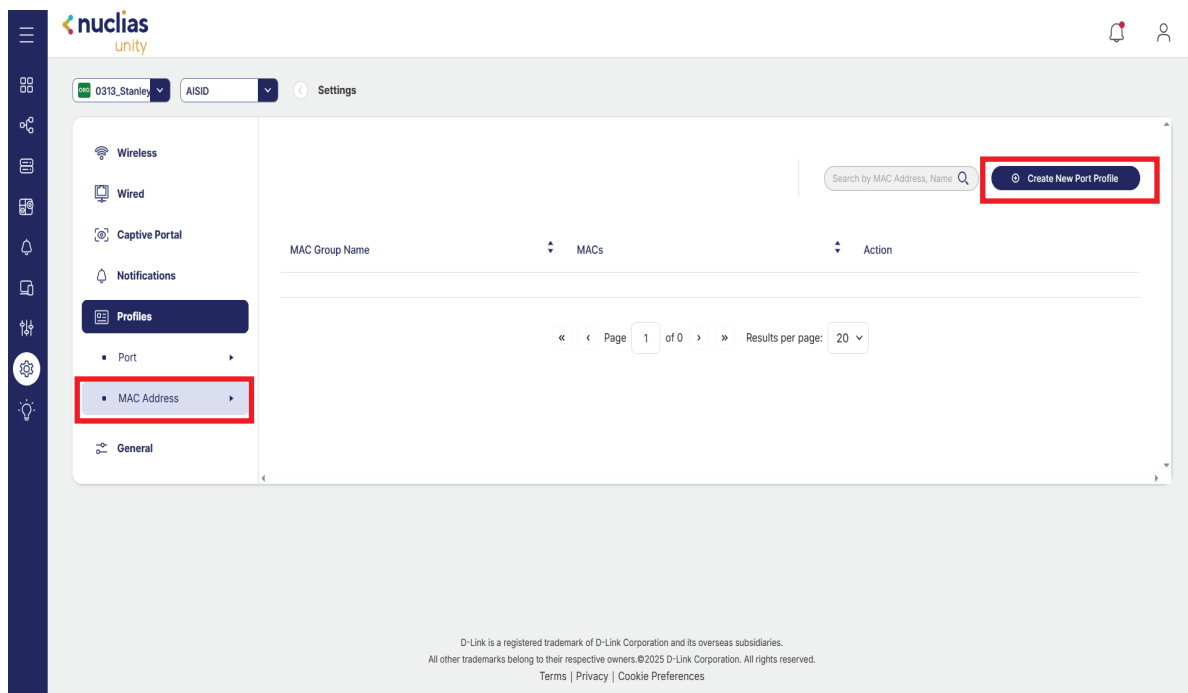 nuclias
unity
ORG 0313_Stanley AISID Settings
Wireless
Wired
Captive Portal
Notifications
Profiles
Port
MAC Address
General
Search by MAC Address, Name Create New Port Profile
MAC Group Name MACs Action
« ‹ Page 1 of 0 › » Results per page: 20
D-Link is a registered trademark of D-Link Corporation and its overseas subsidiaries.
All other trademarks belong to their respective owners.©2025 D-Link Corporation. All rights reserved.
Terms | Privacy | Cookie Preferences